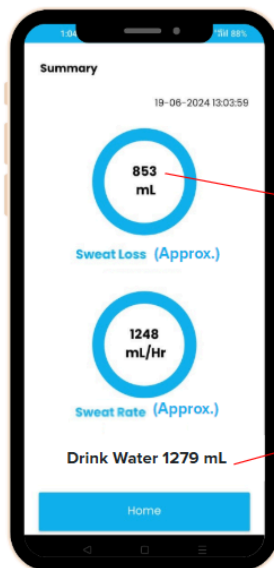 1:04 88%
Summary
19-06-2024 13:03:59
853
mL
Sweat Loss (Approx.)
1248
mL/Hr
Sweat Rate (Approx.)
Drink Water 1279 mL
Home